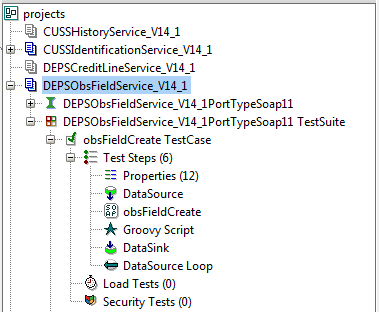 projects
CUSSHistoryService_V14_1
CUSSIdentificationService_V14_1
DEPSCreditLineService_V14_1
DEPSObsFieldService_V14_1
DEPSObsFieldService_V14_1PortTypeSoap11
DEPSObsFieldService_V14_1PortTypeSoap11 TestSuite
obsFieldCreate TestCase
Test Steps (6)
Properties (12)
DataSource
obsFieldCreate
Groovy Script
DataSink
DataSource Loop
Load Tests (0)
Security Tests (0)